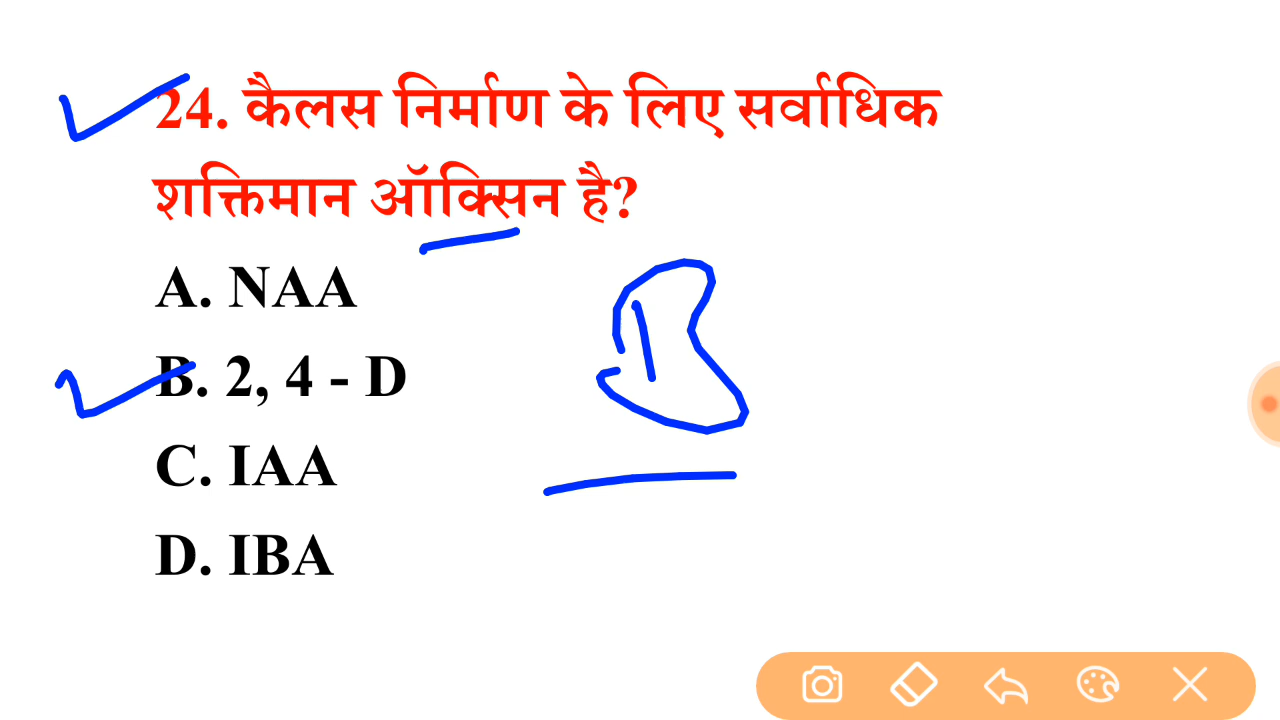 24. कैलस निर्माण के लिए सर्वाधिक
शक्तिमान ऑक्सिन है?
A. NAA
B. 2, 4 - D
B
C. IAA
D. IBA